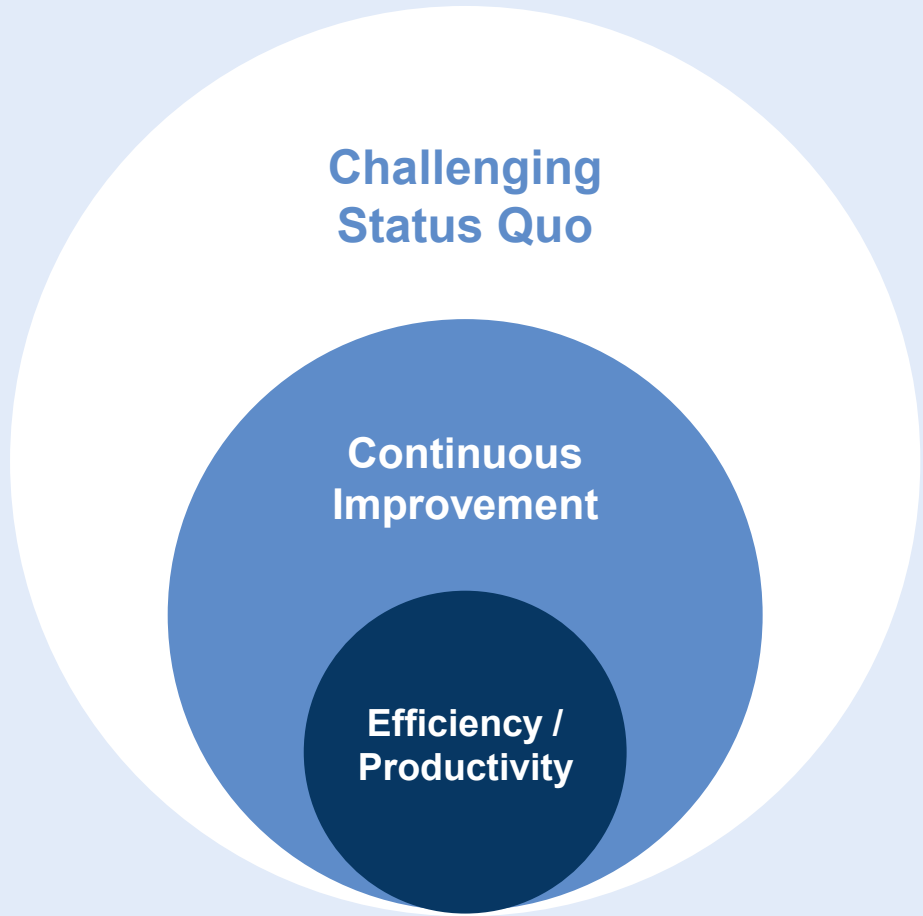 Challenging
Status Quo
Continuous
Improvement
Efficiency /
Productivity